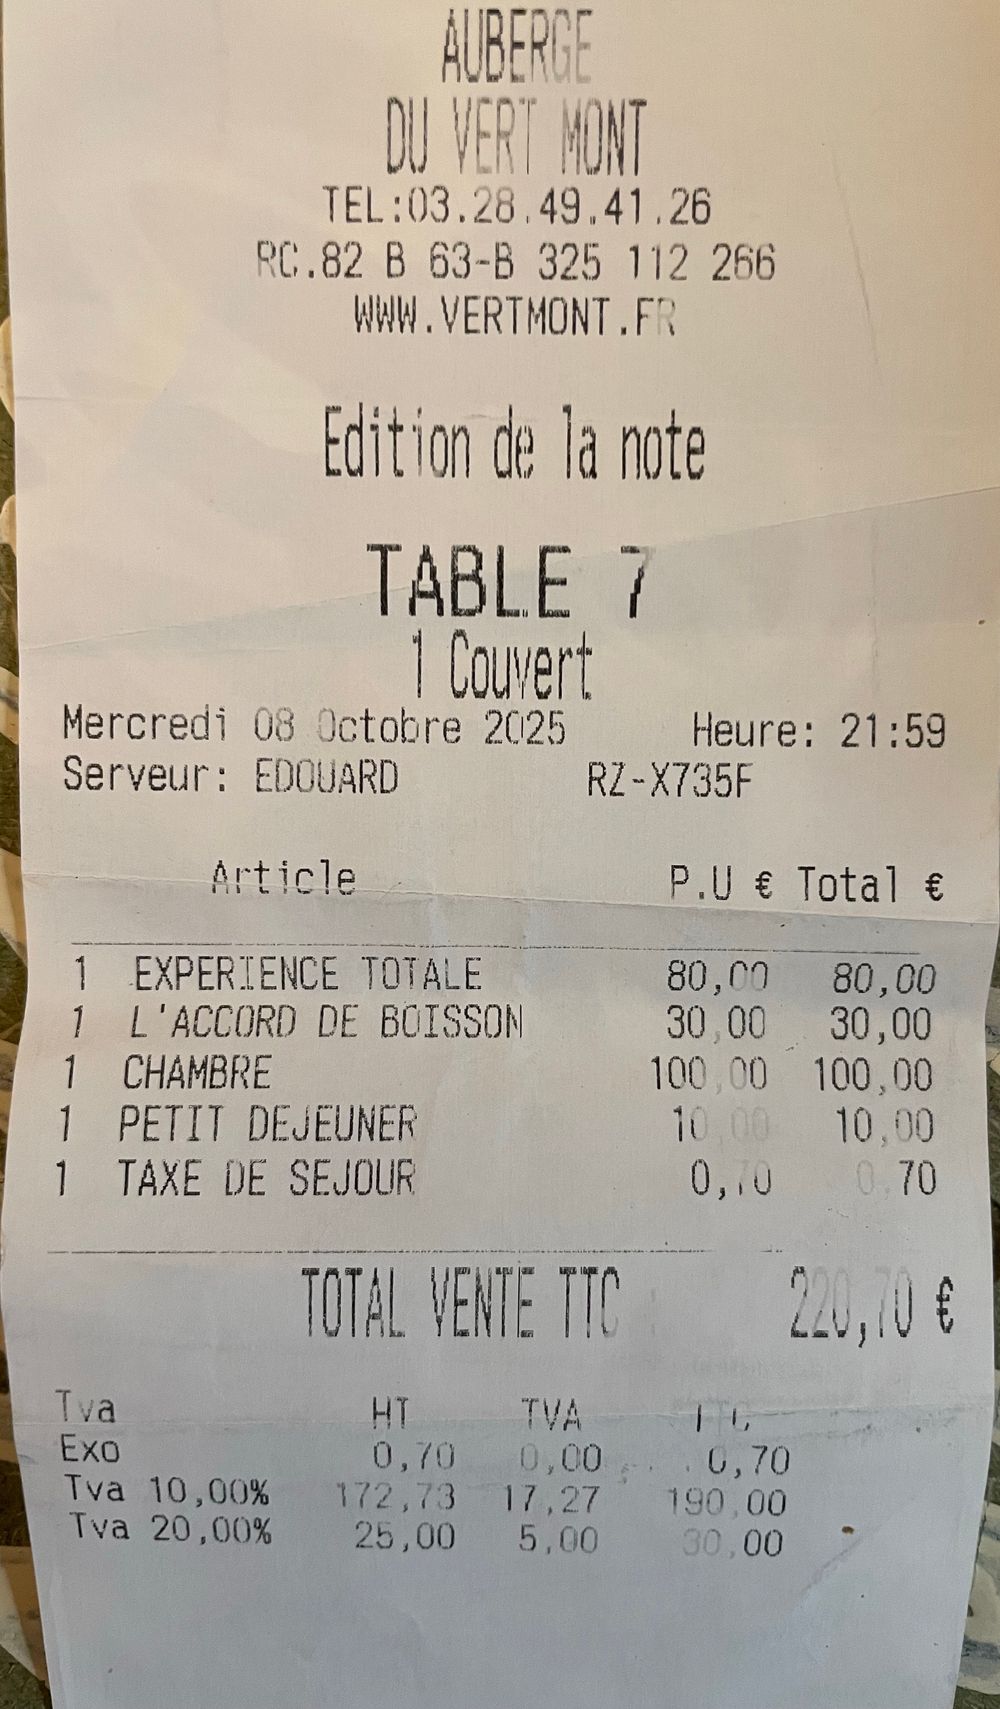 AUBERGE
DU VERT MONT
TEL:03.28.49.41.26
RC.82 B 63-B 325 112 266
WWW.VERTMONT.FR
Edition de la note
TABLE 7
1 Couvert
Mercredi 08 Octobre 2025 Heure: 21:59
Serveur: EDOUARD RZ-X735F
Article P.U € Total €
1 EXPERIENCE TOTALE 80,00 80,00
1 L'ACCORD DE BOISSON 30,00 30,00
1 CHAMBRE 100,00 100,00
1 PETIT DEJEUNER 10,00 10,00
1 TAXE DE SEJOUR 0,70 0,70
TOTAL VENTE TTC : 220,70 €
Tva HT TVA TTC
Exo 0,70 0,00 0,70
Tva 10,00% 172,73 17,27 190,00
Tva 20,00% 25,00 5,00 30,00